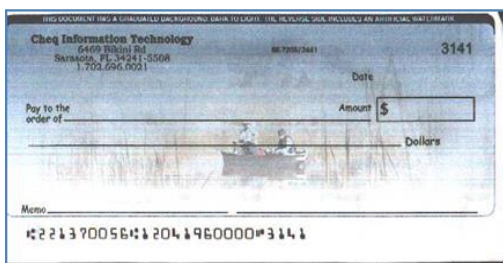 THIS DOCUMENT HAS A GRADUATED BACKGROUND. DARK TO LIGHT. THE REVERSE SIDE INCLUDES AN ARTIFICIAL WATERMARK.
Cheq Information Technology
6469 Bikini Rd
Sarasota, FL 34241-5508
1.702.696.0021
3141
Date
Pay to the
order of
Amount $
Dollars
Memo
⑆221370056⑆12041960000⑈3141